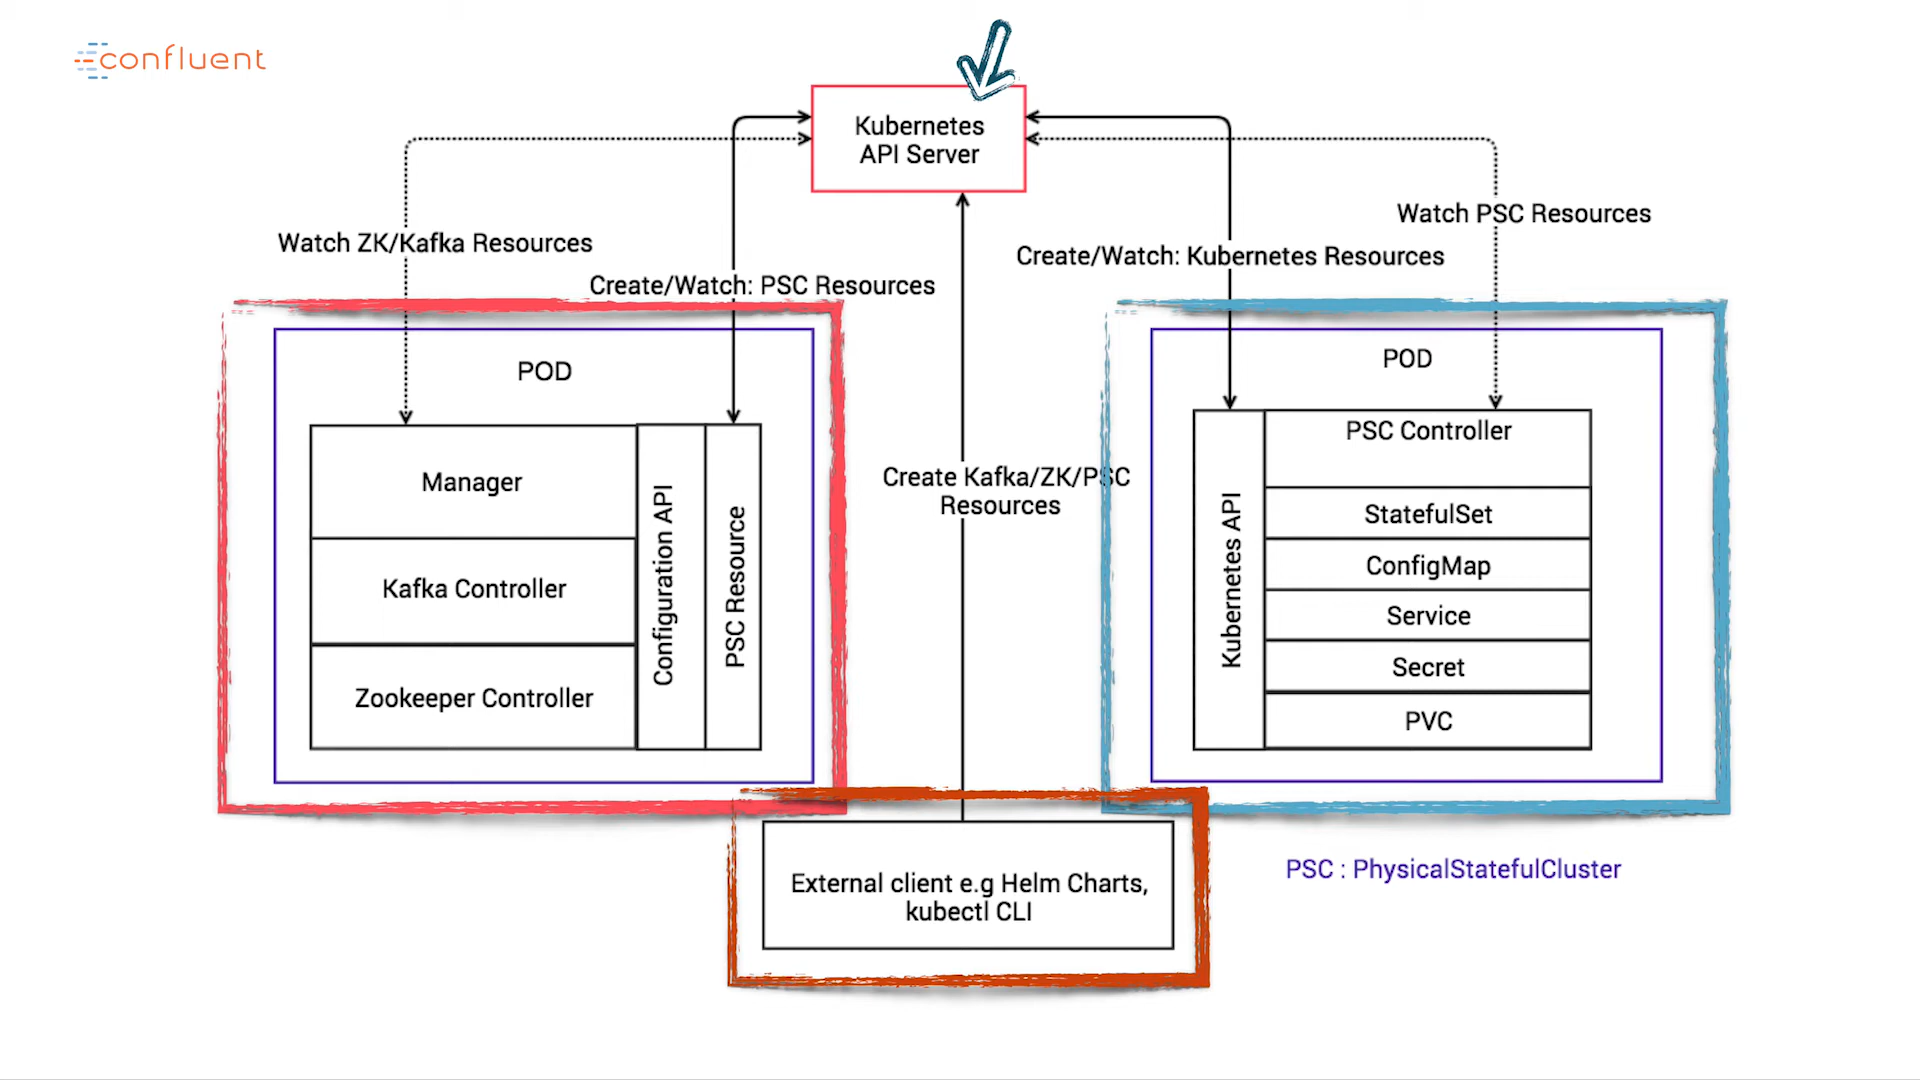 confluent
Kubernetes
API Server
Watch ZK/Kafka Resources
Create/Watch: PSC Resources
Create/Watch: Kubernetes Resources
Watch PSC Resources
POD
Manager
Kafka Controller
Zookeeper Controller
Configuration API
PSC Resource
Create Kafka/ZK/PSC
Resources
POD
Kubernetes API
PSC Controller
StatefulSet
ConfigMap
Service
Secret
PVC
External client e.g Helm Charts,
kubectl CLI
PSC : PhysicalStatefulCluster